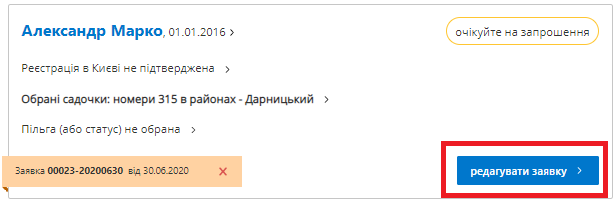 Александр Марко, 01.01.2016 >
очікуйте на запрошення
Реєстрація в Києві не підтверджена >
Обрані садочки: номери 315 в районах - Дарницький >
Пільга (або статус) не обрана >
Заявка 00023-20200630 від 30.06.2020 ×
редагувати заявку >